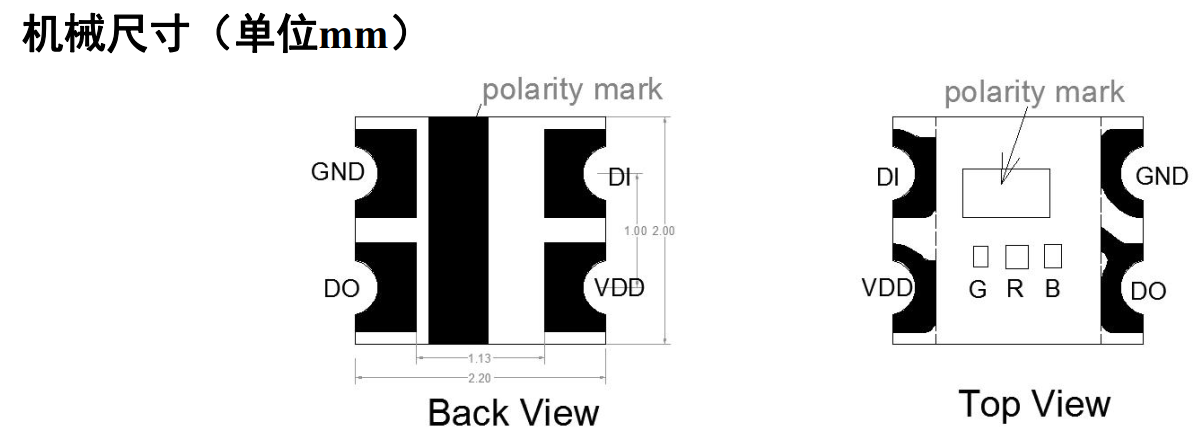 机械尺寸（单位mm）
polarity mark
GND
DI
1.00 2.00
DO
VDD
1.13
2.20
Back View
polarity mark
DI
GND
VDD
G R B
DO
Top View